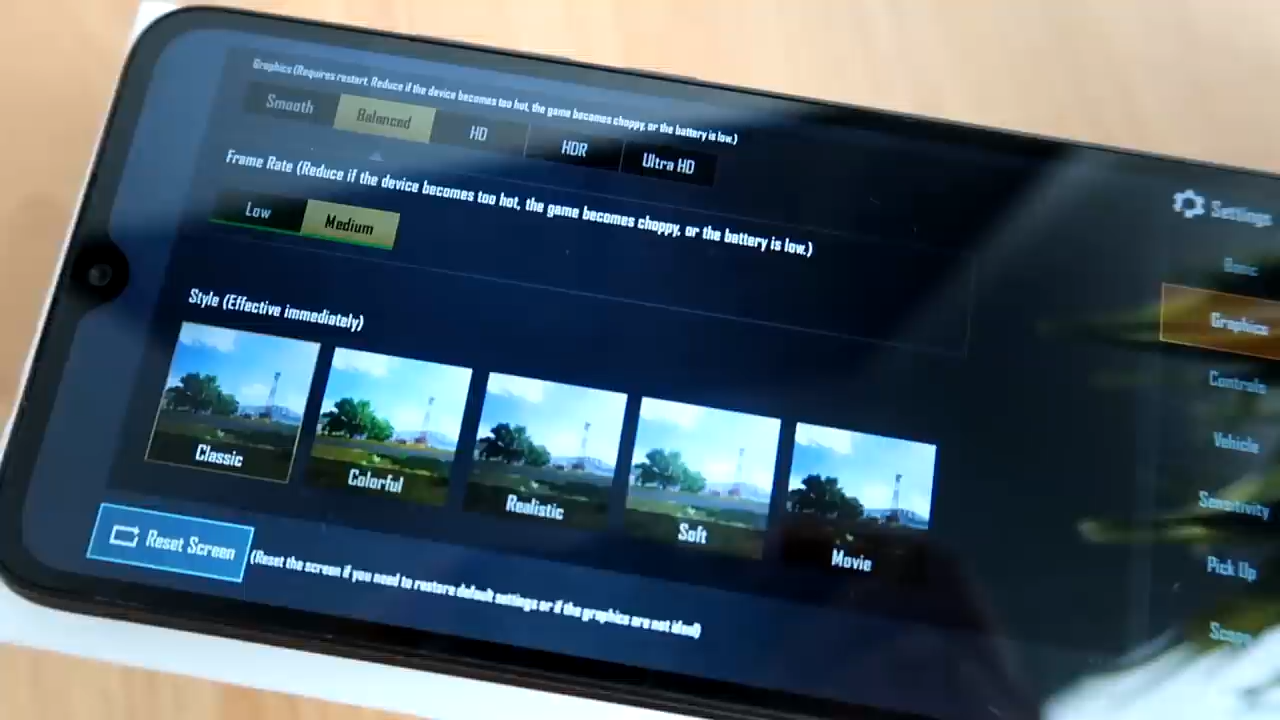 Graphics (Requires restart. Reduce if the device becomes too hot, the game becomes choppy, or the battery is low.)
Smooth Balanced HD HDR Ultra HD
Frame Rate (Reduce if the device becomes too hot, the game becomes choppy, or the battery is low.)
Low Medium
Style (Effective immediately)
Classic Colorful Realistic Soft Movie
Reset Screen (Reset the screen if you need to restore default settings or if the graphics are not ideal)
Settings
Basic
Graphics
Controls
Vehicle
Sensitivity
Pick Up
Scope